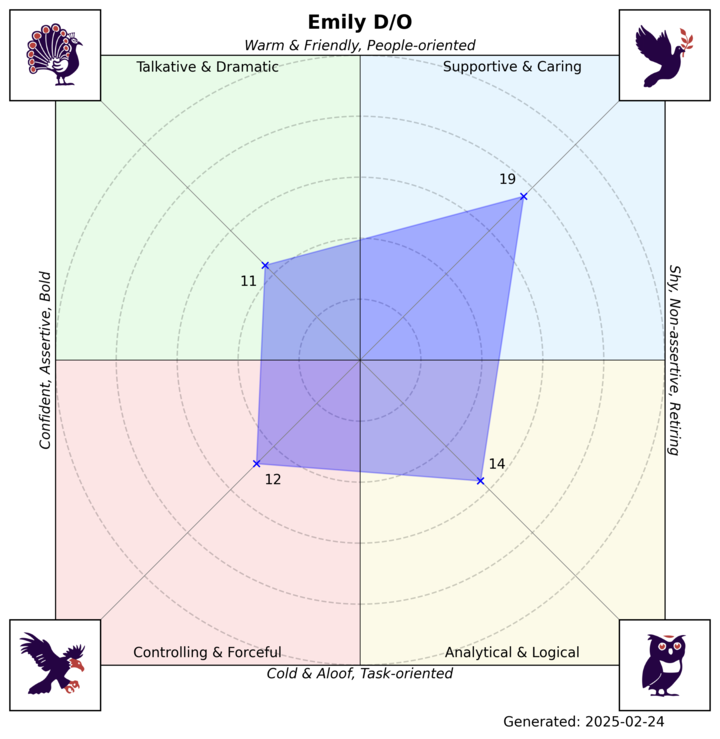 Emily D/O
Warm & Friendly, People-oriented
Talkative & Dramatic
Supportive & Caring
19
11
Confident, Assertive, Bold
Shy, Non-assertive, Retiring
14
12
Controlling & Forceful
Analytical & Logical
Cold & Aloof, Task-oriented
Generated: 2025-02-24